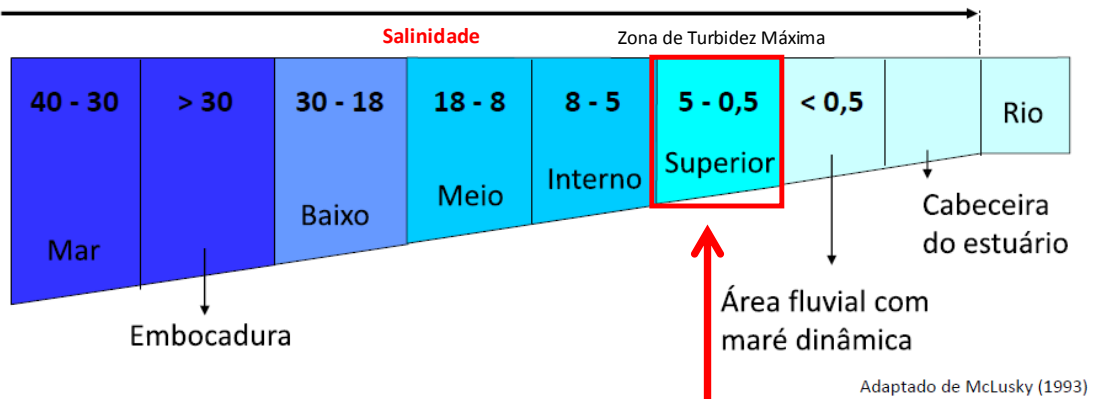 Salinidade
Zona de Turbidez Máxima
40 - 30
> 30
30 - 18
18 - 8
8 - 5
5 - 0,5
< 0,5
Rio
Mar
Baixo
Meio
Interno
Superior
Embocadura
Área fluvial com
maré dinâmica
Cabeceira
do estuário
Adaptado de McLusky (1993)